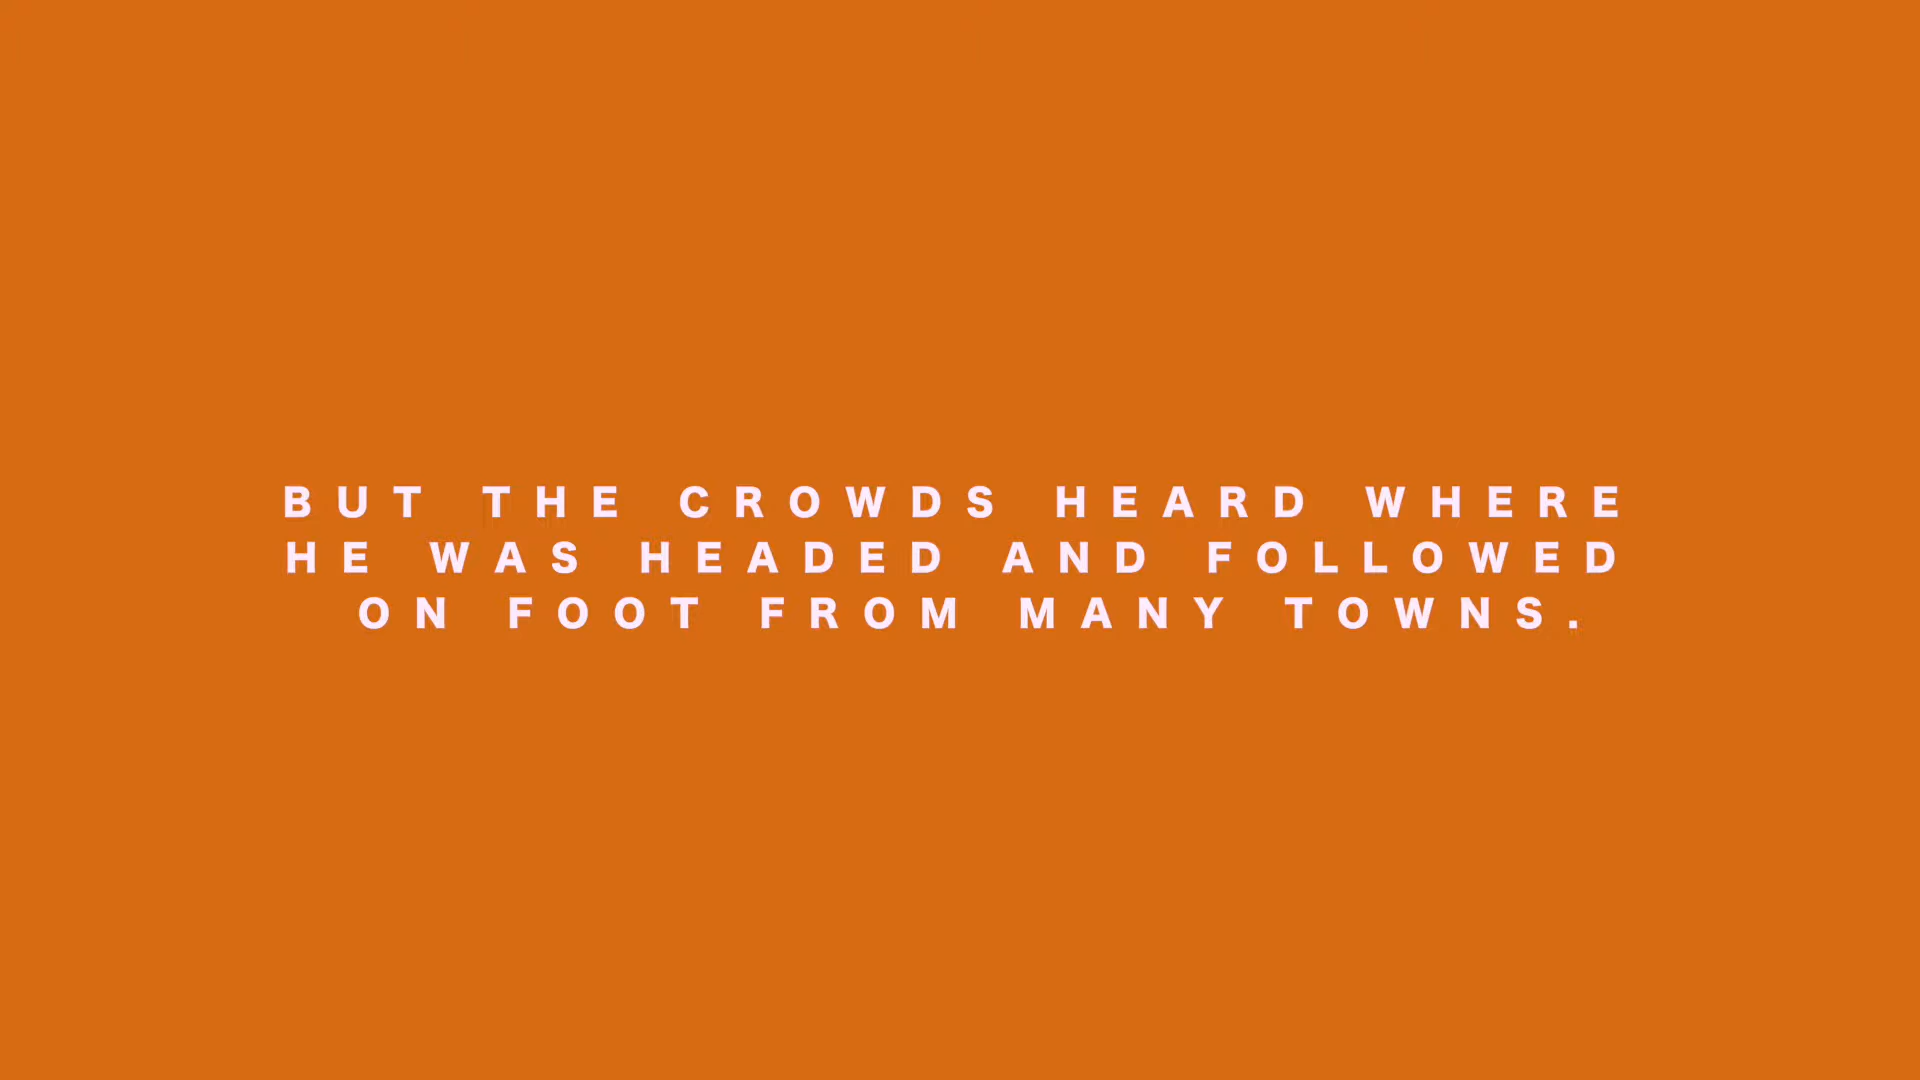 BUT THE CROWDS HEARD WHERE
HE WAS HEADED AND FOLLOWED
ON FOOT FROM MANY TOWNS.